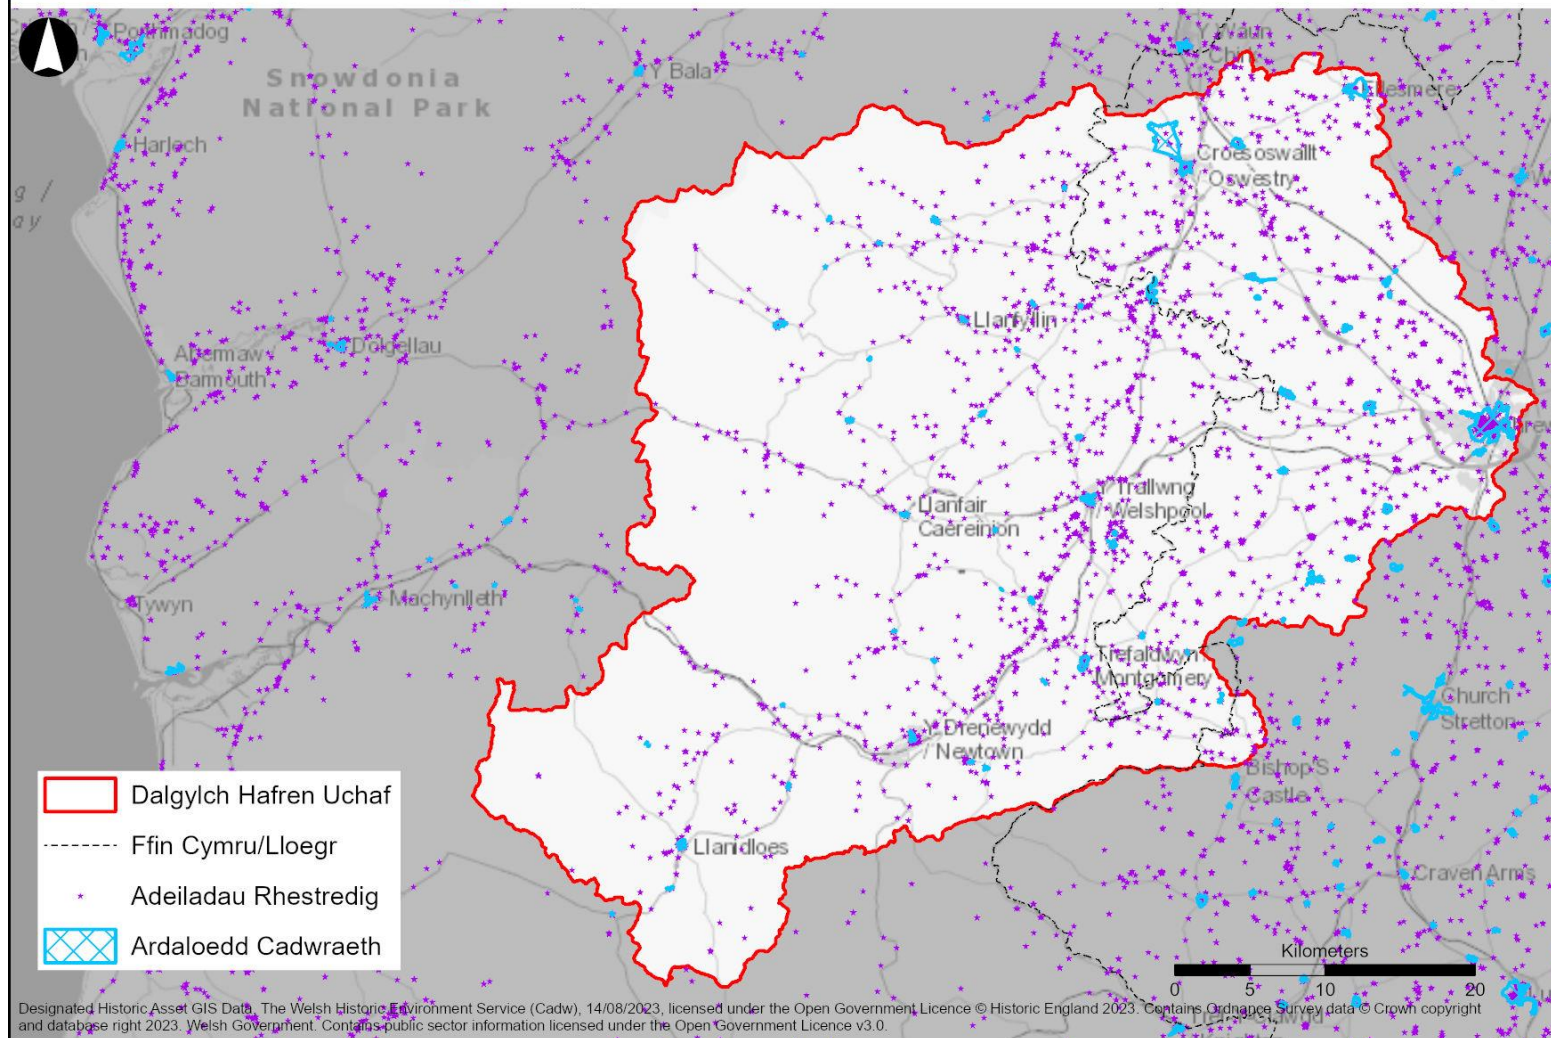 Porthmadog
Y Bala
Snowdonia
National Park
Harlech
Y Waun
Croesoswallt
/ Oswestry
Llanfyllin
Dolgellau
Abermaw /
Barmouth
Y Trallwng
/ Welshpool
Llanfair
Caereinion
Tywyn
Machynlleth
Trefaldwyn
Montgomery
Church
Stretton
Y Drenewydd
/ Newtown
Bishop'S
Castle
Llanidloes
Craven Arms
Dalgylch Hafren Uchaf
Ffin Cymru/Lloegr
Adeiladau Rhestredig
Ardaloedd Cadwraeth
Kilometers
0 5 10 20
Designated Historic Asset GIS Data, The Welsh Historic Environment Service (Cadw), 14/08/2023, licensed under the Open Government Licence © Historic England 2023. Contains Ordnance Survey data © Crown copyright
and database right 2023. Welsh Government. Contains public sector information licensed under the Open Government Licence v3.0.